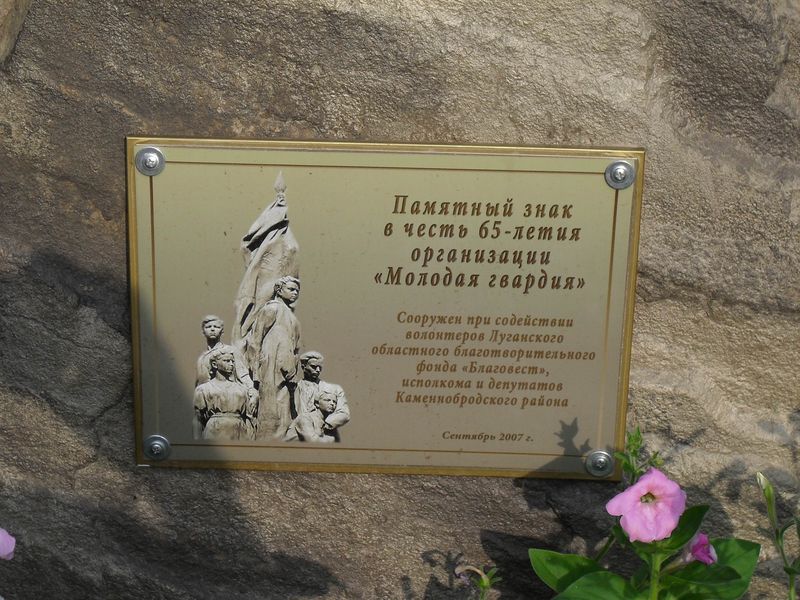 Памятный знак
в честь 65-летия
организации
«Молодая гвардия»
Сооружен при содействии
волонтеров Луганского
областного благотворительного
фонда «Благовест»,
исполкома и депутатов
Каменнобродского района
Сентябрь 2007 г.